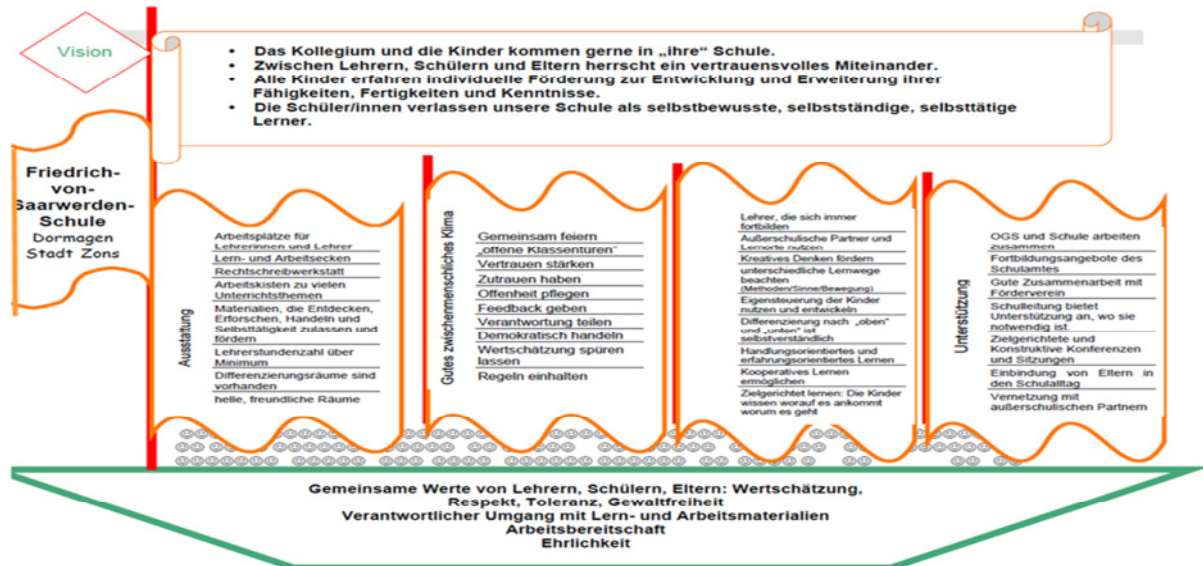 Vision
• Das Kollegium und die Kinder kommen gerne in „ihre“ Schule.
• Zwischen Lehrern, Schülern und Eltern herrscht ein vertrauensvolles Miteinander.
• Alle Kinder erfahren individuelle Förderung zur Entwicklung und Erweiterung ihrer
Fähigkeiten, Fertigkeiten und Kenntnisse.
• Die Schüler/innen verlassen unsere Schule als selbstbewusste, selbstständige, selbsttätige
Lerner.
Friedrich-
von-
Saarwerden-
Schule
Dormagen
Stadt Zons
Ausstattung
Arbeitsplätze für
Lehrerinnen und Lehrer
Lern- und Arbeitsecken
Rechtschreibwerkstatt
Arbeitskisten zu vielen
Unterrichtsthemen
Materialien, die Entdecken,
Erforschen, Handeln und
Selbsttätigkeit zulassen und
fördern
Lehrerstundenzahl über
Minimum
Differenzierungsräume sind
vorhanden
helle, freundliche Räume
Gutes zwischenmenschliches Klima
Gemeinsam feiern
„offene Klassentüren“
Vertrauen stärken
Zutrauen haben
Offenheit pflegen
Feedback geben
Verantwortung teilen
Demokratisch handeln
Wertschätzung spüren
lassen
Regeln einhalten
Lehrer, die sich immer
fortbilden
Außerschulische Partner und
Lernorte nutzen
Kreatives Denken fördern
unterschiedliche Lernwege
beachten
(Methoden/Sinne/Bewegung)
Eigensteuerung der Kinder
nutzen und entwickeln
Differenzierung nach „oben“
und „unten“ ist
selbstverständlich
Handlungsorientiertes und
erfahrungsorientiertes Lernen
Kooperatives Lernen
ermöglichen
Zielgerichtet lernen: Die Kinder
wissen worauf es ankommt
worum es geht
Unterstützung
OGS und Schule arbeiten
zusammen
Fortbildungsangebote des
Schulamtes
Gute Zusammenarbeit mit
Förderverein
Schulleitung bietet
Unterstützung an, wo sie
notwendig ist.
Zielgerichtete und
Konstruktive Konferenzen
und Sitzungen
Einbindung von Eltern in
den Schulalltag
Vernetzung mit
außerschulischen Partnern
Gemeinsame Werte von Lehrern, Schülern, Eltern: Wertschätzung,
Respekt, Toleranz, Gewaltfreiheit
Verantwortlicher Umgang mit Lern- und Arbeitsmaterialien
Arbeitsbereitschaft
Ehrlichkeit